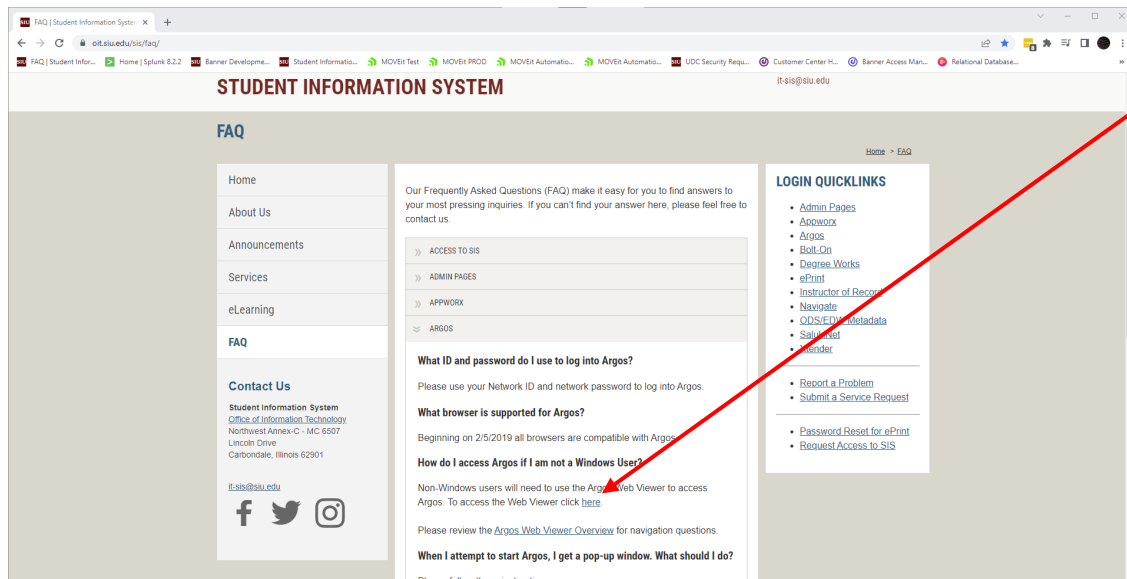 SIU FAQ | Student Information System
oit.siu.edu/sis/faq/
SIU FAQ | Student Infor... Home | Splunk 8.2.2 SIU Banner Developme... SIU Student Informatio... MOVEit Test MOVEit PROD MOVEit Automatio... MOVEit Automatio... SIU UDC Security Requ... Customer Center H... Banner Access Man... Relational Database...
STUDENT INFORMATION SYSTEM
it-sis@siu.edu
FAQ
Home > FAQ
Home
About Us
Announcements
Services
eLearning
FAQ
Contact Us
Student Information System
Office of Information Technology
Northwest Annex-C - MC 6507
Lincoln Drive
Carbondale, Illinois 62901
it-sis@siu.edu
Our Frequently Asked Questions (FAQ) make it easy for you to find answers to
your most pressing inquiries. If you can't find your answer here, please feel free to
contact us.
ACCESS TO SIS
ADMIN PAGES
APPWORX
ARGOS
What ID and password do I use to log into Argos?
Please use your Network ID and network password to log into Argos.
What browser is supported for Argos?
Beginning on 2/5/2019 all browsers are compatible with Argos.
How do I access Argos if I am not a Windows User?
Non-Windows users will need to use the Argos Web Viewer to access
Argos. To access the Web Viewer click here.
Please review the Argos Web Viewer Overview for navigation questions.
When I attempt to start Argos, I get a pop-up window. What should I do?
LOGIN QUICKLINKS
Admin Pages
Appworx
Argos
Bolt-On
Degree Works
ePrint
Instructor of Record
Navigate
ODS/EDW Metadata
SalukiNet
Xtender
Report a Problem
Submit a Service Request
Password Reset for ePrint
Request Access to SIS